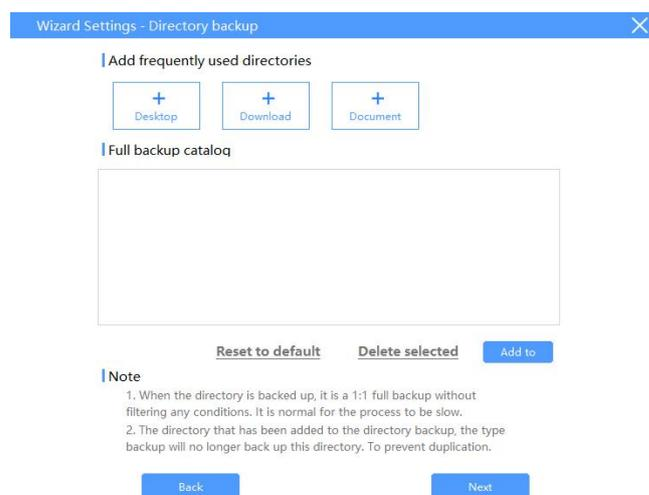 Wizard Settings - Directory backup
Add frequently used directories
+ + +
Desktop Download Document
Full backup catalog
Reset to default Delete selected Add to
Note
1. When the directory is backed up, it is a 1:1 full backup without
filtering any conditions. It is normal for the process to be slow.
2. The directory that has been added to the directory backup, the type
backup will no longer back up this directory. To prevent duplication.
Back Next